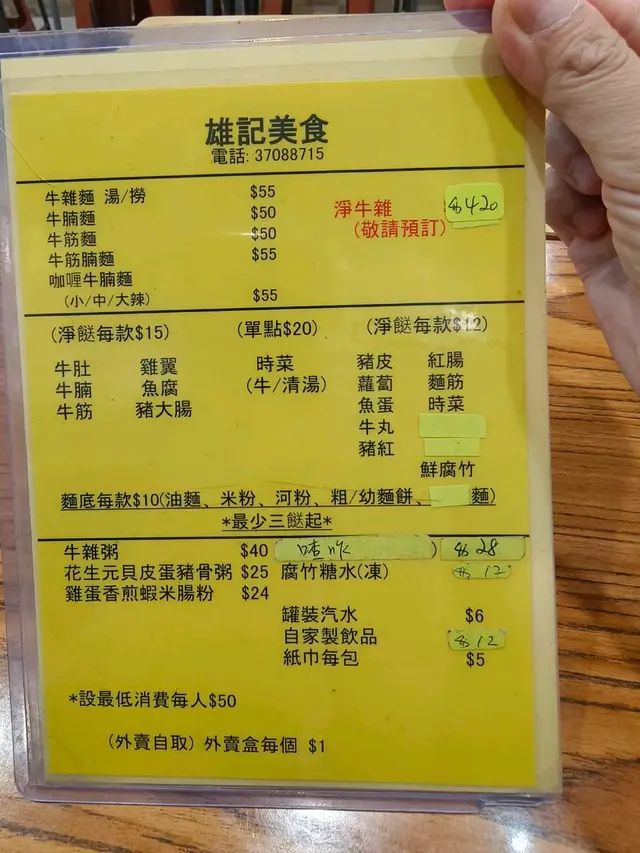 雄記美食
電話: 37088715
牛雜麵 湯/撈 $55
牛腩麵 $50
牛筋麵 $50
牛筋腩麵 $55
咖喱牛腩麵
(小/中/大辣) $55
淨牛雜 $420
(敬請預訂)
(淨餸每款$15) (單點$20) (淨餸每款$12)
牛肚 雞翼 時菜 豬皮 紅腸
牛腩 魚腐 (牛/清湯) 蘿蔔 麵筋
牛筋 豬大腸 魚蛋 時菜
牛丸
豬紅
鮮腐竹
麵底每款$10(油麵、米粉、河粉、粗/幼麵餅、 麵)
*最少三餸起*
牛雜粥 $40 喳咋 ) $28
花生元貝皮蛋豬骨粥 $25 腐竹糖水(凍) $12
雞蛋香煎蝦米腸粉 $24
罐裝汽水 $6
自家製飲品 $12
紙巾每包 $5
*設最低消費每人$50
(外賣自取) 外賣盒每個 $1